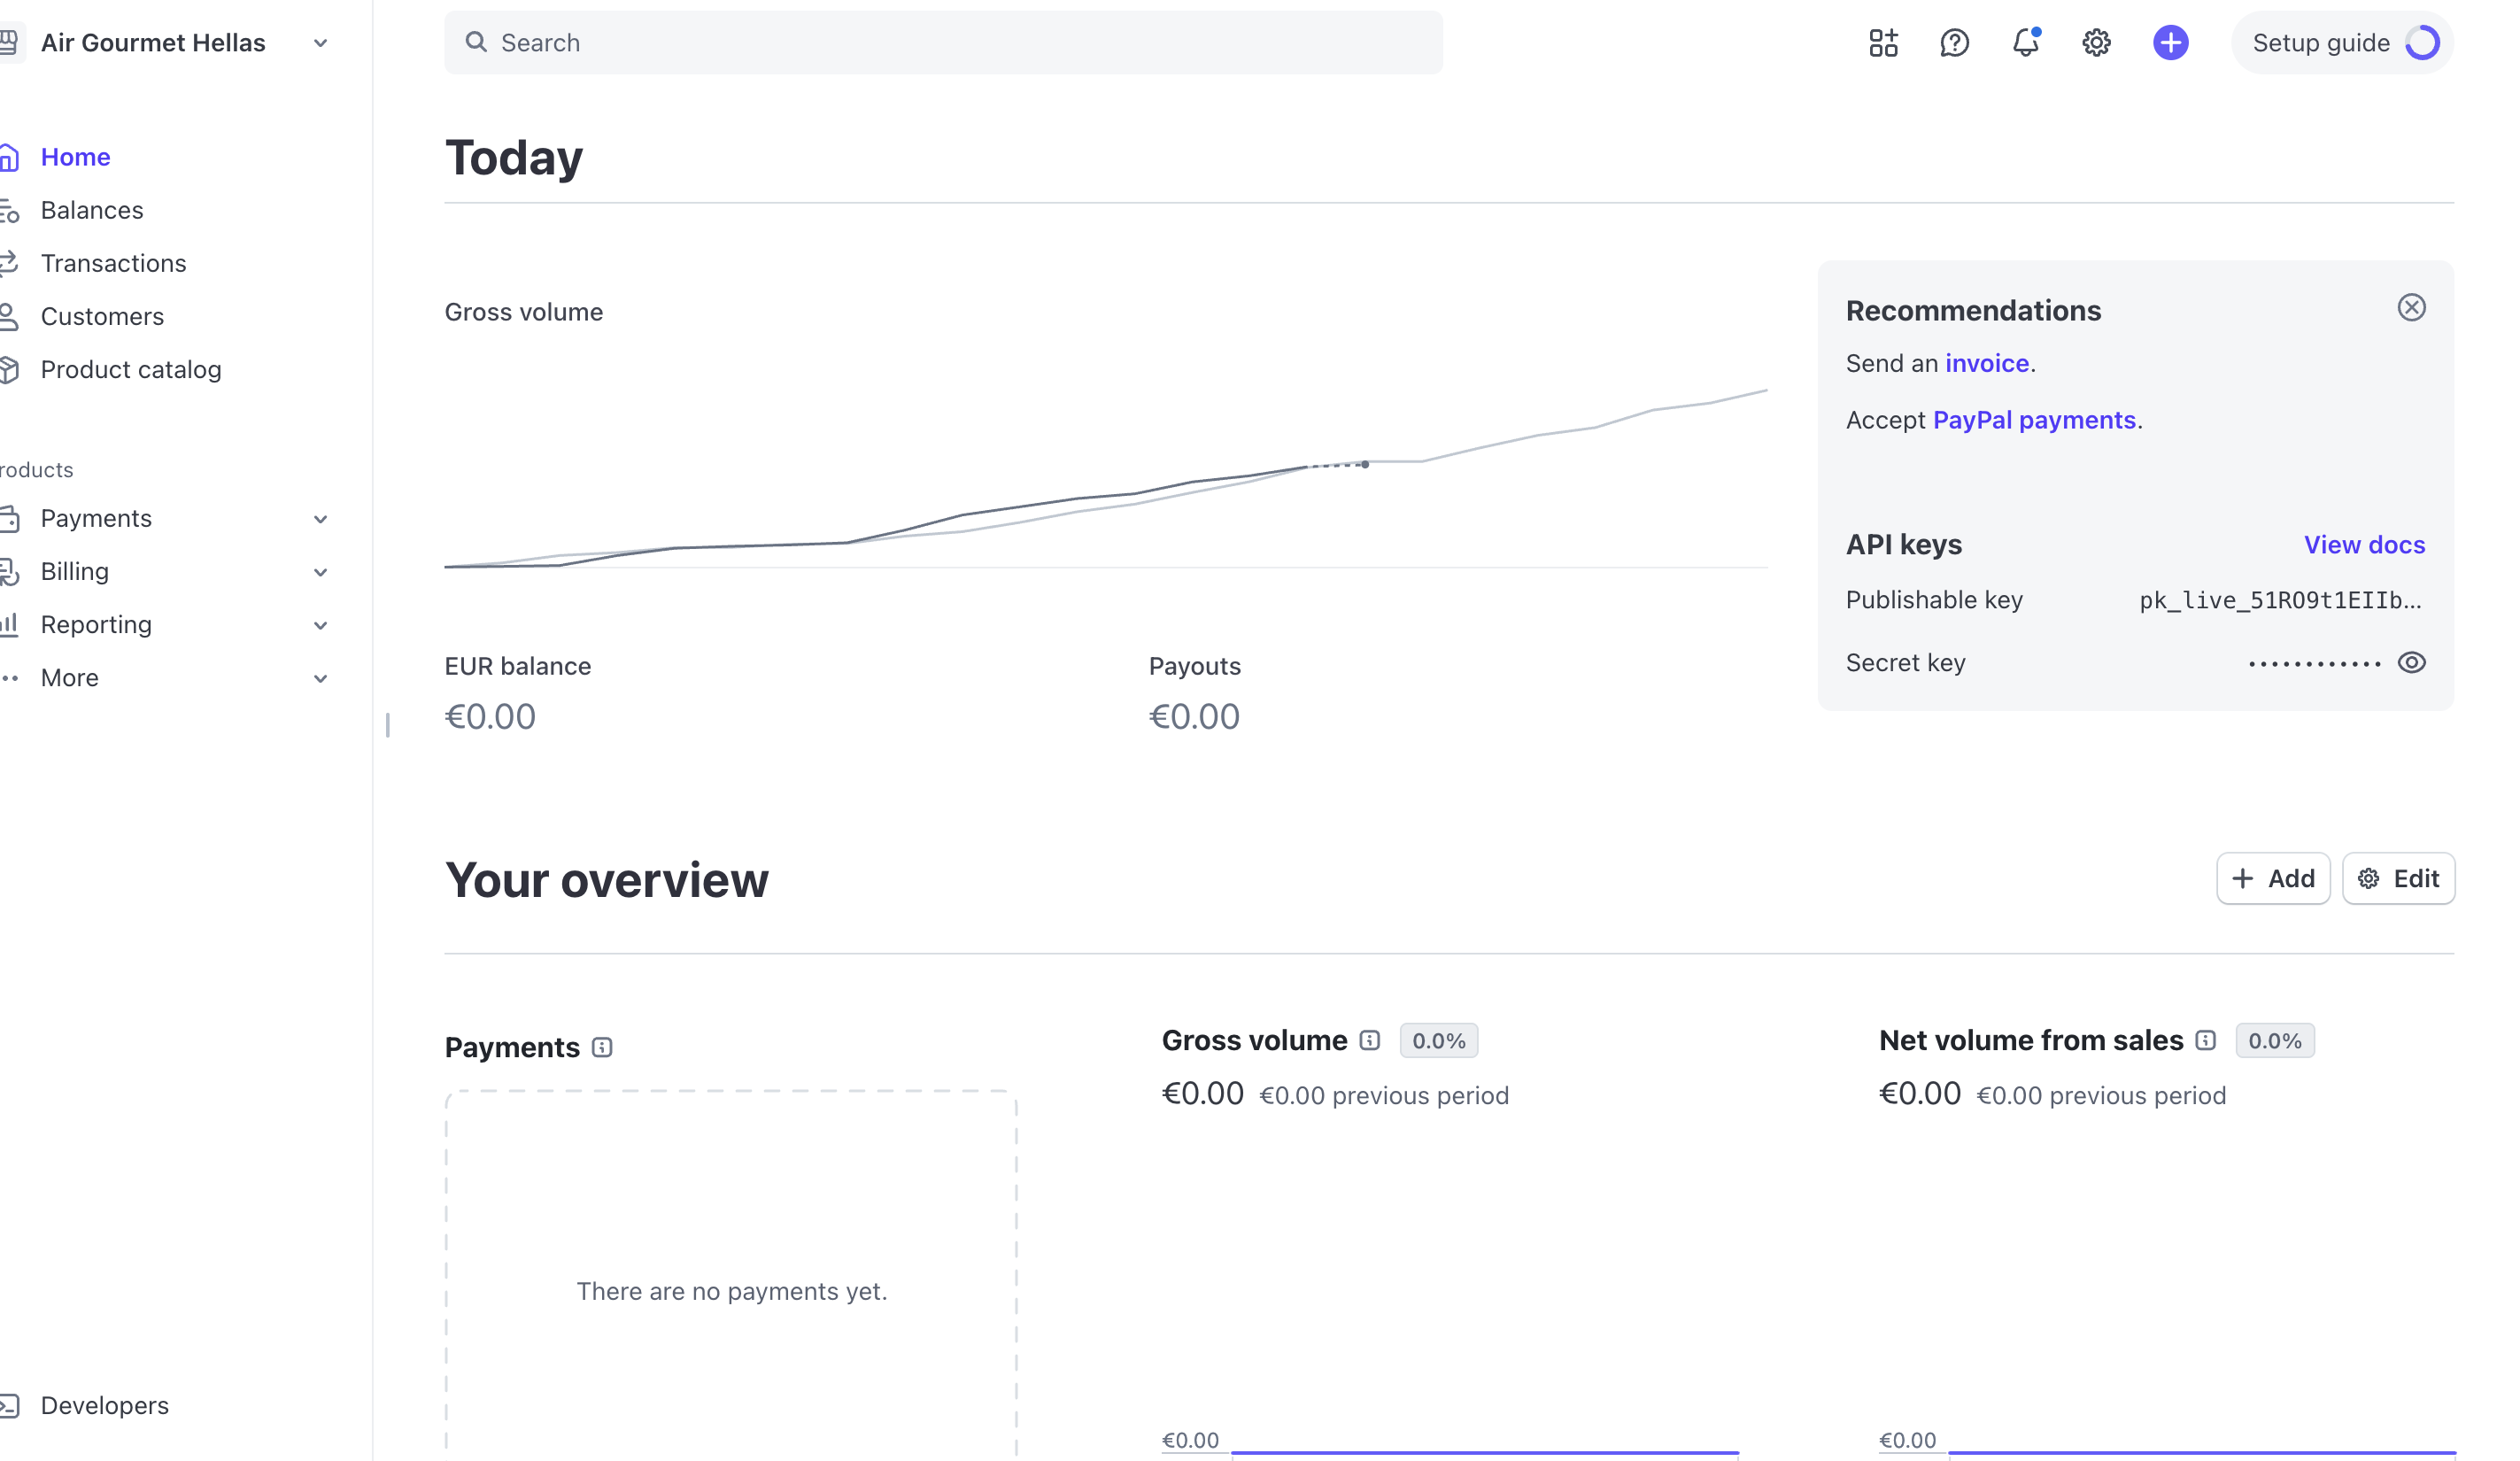 Air Gourmet Hellas
Search
Setup guide
Home
Balances
Transactions
Customers
Product catalog
roducts
Payments
Billing
Reporting
More
Developers
Today
Gross volume
EUR balance
€0.00
Payouts
€0.00
Recommendations
Send an invoice.
Accept PayPal payments.
API keys
View docs
Publishable key
pk_live_51RO9t1EIIb...
Secret key
••••••••••••
Your overview
Add
Edit
Payments
There are no payments yet.
Gross volume
0.0%
€0.00 €0.00 previous period
€0.00
Net volume from sales
0.0%
€0.00 €0.00 previous period
€0.00